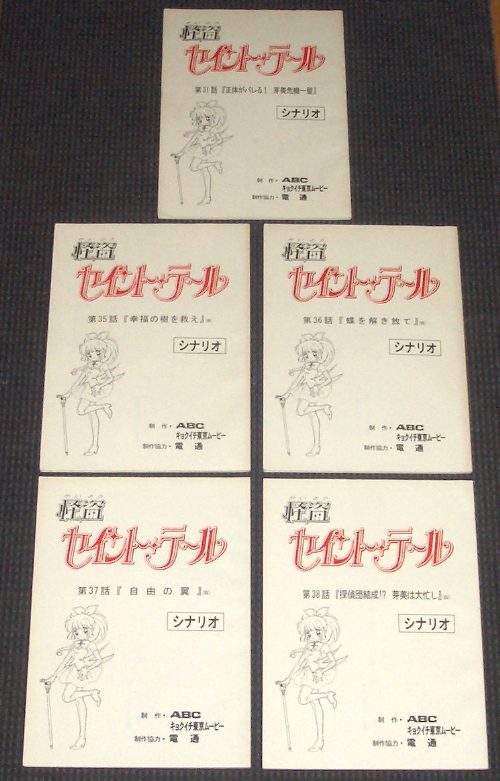 怪盗
セイント・テール
第31話『正体がバレる! 芽美危機一髪』
シナリオ
制作・ABC
キョクイチ東京ムービー
制作協力・電通
怪盗
セイント・テール
第35話『幸福の樹を救え』(仮)
シナリオ
制作・ABC
キョクイチ東京ムービー
制作協力・電通
怪盗
セイント・テール
第36話『蝶を解き放て』(仮)
シナリオ
制作・ABC
キョクイチ東京ムービー
制作協力・電通
怪盗
セイント・テール
第37話『自由の翼』(仮)
シナリオ
制作・ABC
キョクイチ東京ムービー
制作協力・電通
怪盗
セイント・テール
第38話『探偵団結成!? 芽美は大忙し』(仮)
シナリオ
制作・ABC
キョクイチ東京ムービー
制作協力・電通